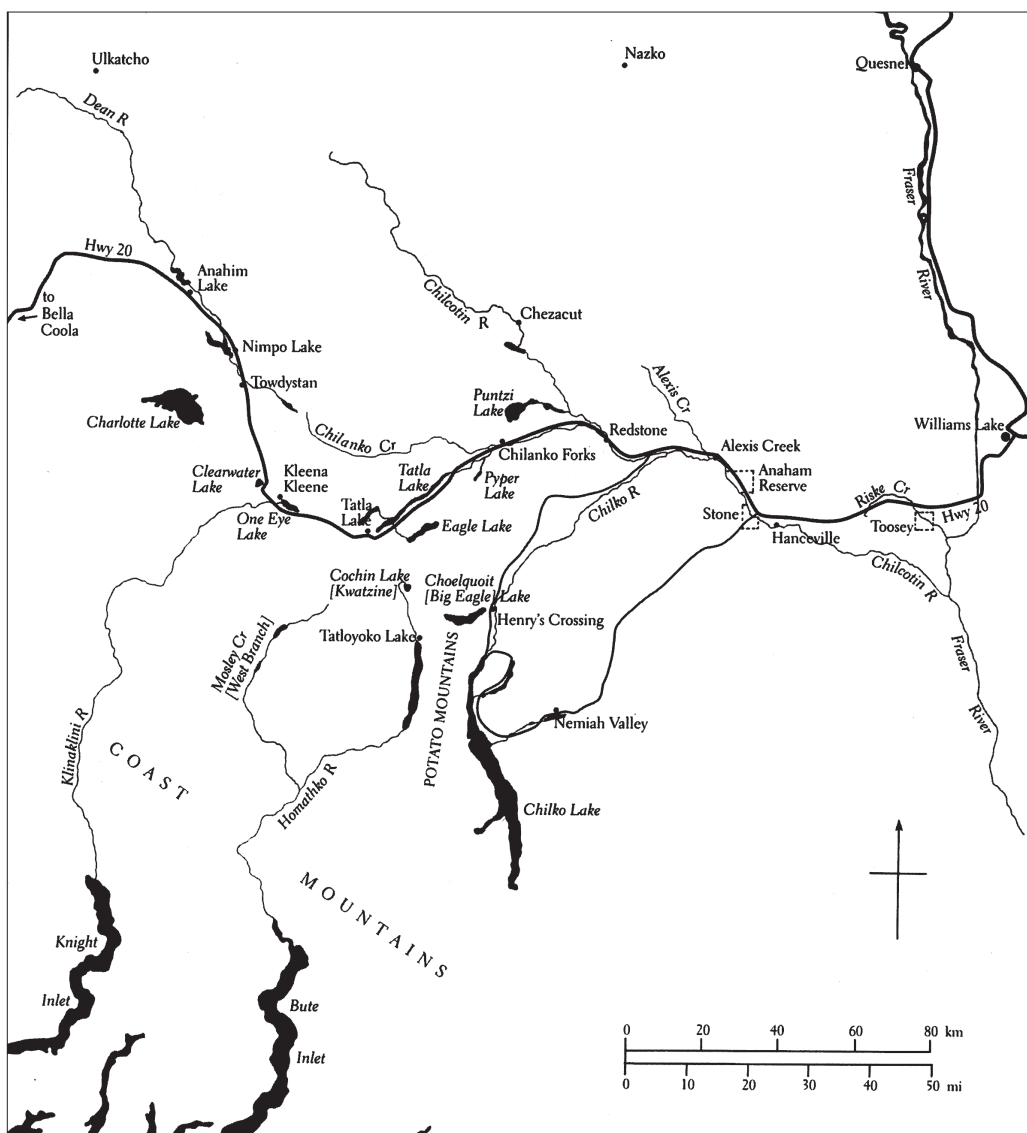 Ulkatcho
Nazko
Quesnel
Dean R
Fraser
River
Hwy 20
Anahim
Lake
to
Bella
Coola
Chilcotin
R
Chezacut
Nimpo Lake
Towdystan
Alexis Cr
Puntzi
Lake
Charlotte Lake
Chilanko Cr
Redstone
Williams Lake
Chilanko Forks
Alexis Creek
Clearwater
Lake
Kleena
Kleene
Tatla
Lake
Pyper
Lake
Anaham
Reserve
Chilko R
Riske Cr
One Eye
Lake
Tatla
Lake
Eagle Lake
Stone
Toosey
Hwy 20
Hanceville
Chilcotin R
Cochin Lake
[Kwatzine]
Choelquoit
[Big Eagle] Lake
Henry's Crossing
Mosley Cr
[West Branch]
Tatloyoko Lake
POTATO MOUNTAINS
Fraser
River
Nemiah Valley
Klinaklini R
COAST
Homathko R
Chilko Lake
MOUNTAINS
Knight
Inlet
Bute
Inlet
0 20 40 60 80 km
0 10 20 30 40 50 mi